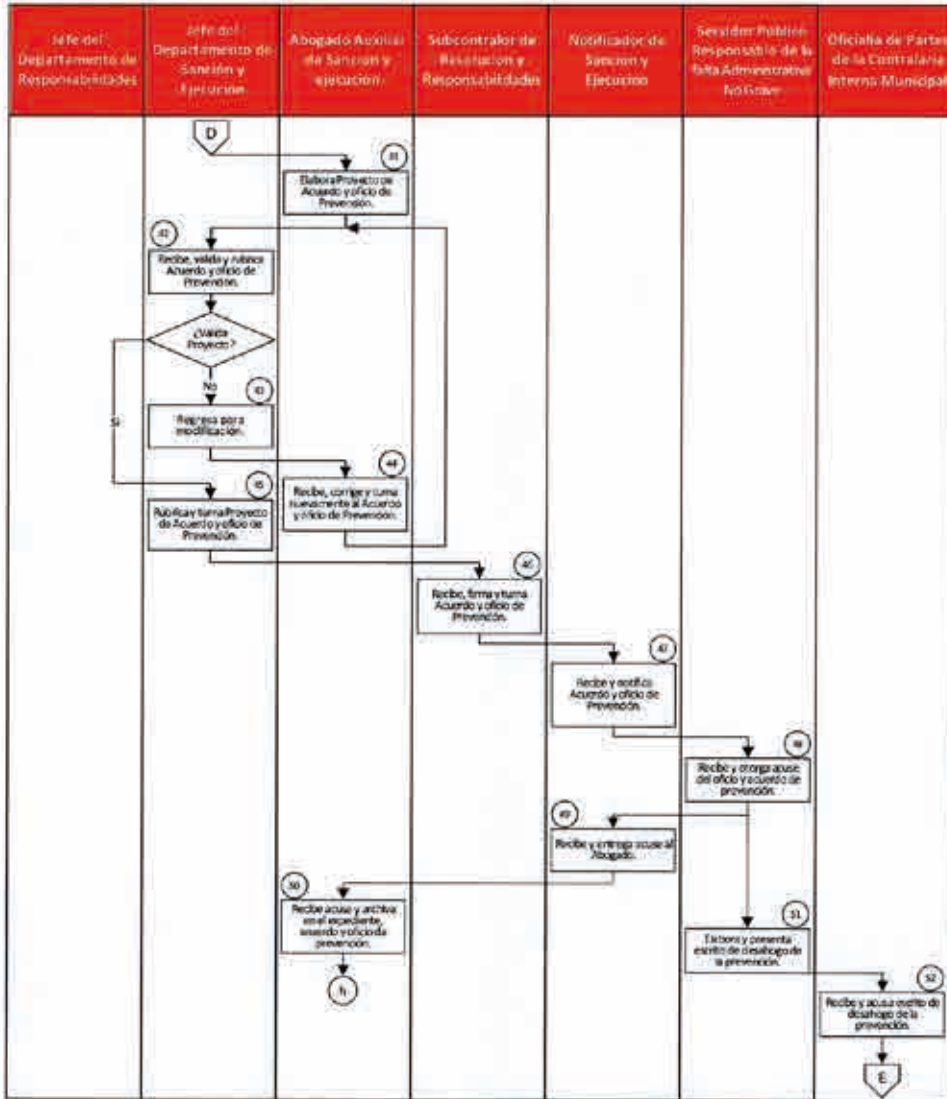 Jefe del
Departamento de
Responsabilidades
Jefe del
Departamento de
Sanción y
Ejecución
Abogado Auxiliar
de Sanción y
ejecución
Subcontralor de
Resolución y
Responsabilidades
Notificador de
Sanción y
Ejecución
Servidor Público
Responsable de la
falta Administrativa
No Grave
Oficialía de Parte
de la Contraloría
Interna Municipal
D
Elabora Proyecto de
Acuerdo y oficio de
Prevención.
42
Recibe, valida y rubrica
Acuerdo y oficio de
Prevención.
¿Valida
Proyecto?
No
Si
43
Regresa para
modificación.
44
Recibe, corrige y turna
nuevamente al Acuerdo
y oficio de Prevención.
45
Rubrica y turna Proyecto
de Acuerdo y oficio de
Prevención.
46
Recibe, firma y turna
Acuerdo y oficio de
Prevención.
47
Recibe y notifica
Acuerdo y oficio de
Prevención.
48
Recibe y otorga acuse
del oficio y acuerdo de
prevención.
49
Recibe y entrega acuse al
Abogado.
50
Recibe acuse y archiva
en el expediente,
acuerdo y oficio de
prevención.
51
Elabora y presenta
escrito de desahogo de
la prevención.
52
Recibe y acusa escrito de
desahogo de la
prevención.
E